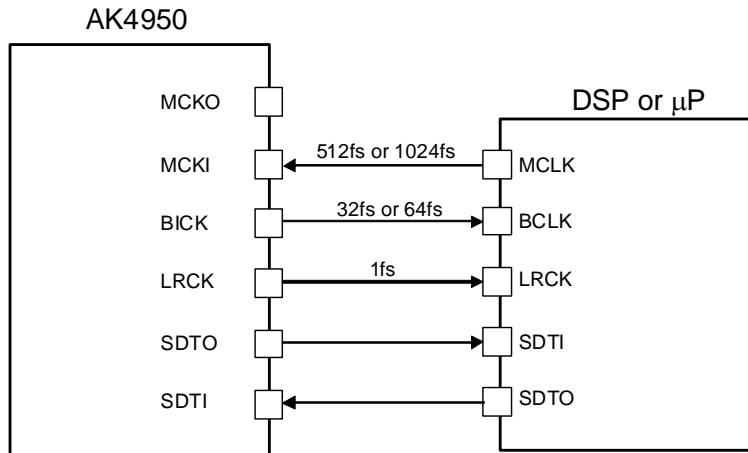 AK4950
DSP or μP
MCKO
MCKI
512fs or 1024fs
MCLK
BICK
32fs or 64fs
BCLK
LRCK
1fs
LRCK
SDTO
SDTI
SDTI
SDTO